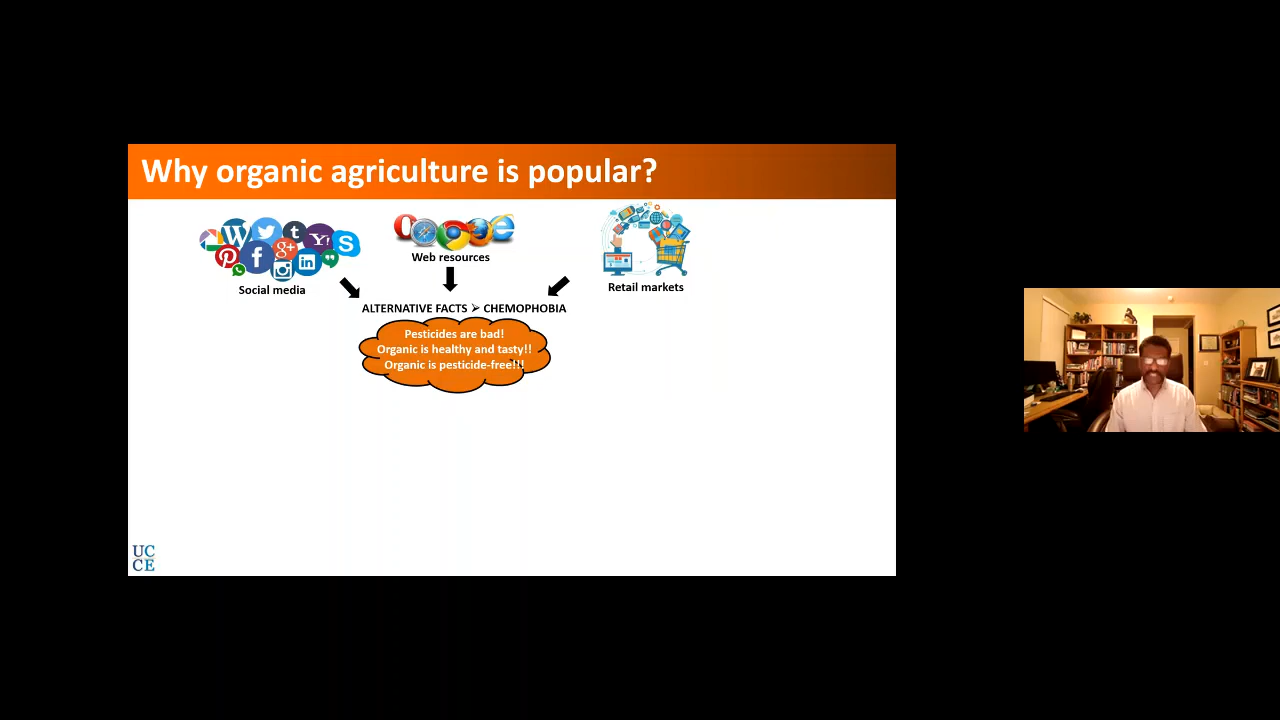 Why organic agriculture is popular?
Social media
Web resources
Retail markets
ALTERNATIVE FACTS ➢ CHEMOPHOBIA
Pesticides are bad!
Organic is healthy and tasty!!
Organic is pesticide-free!!!
UC
CE